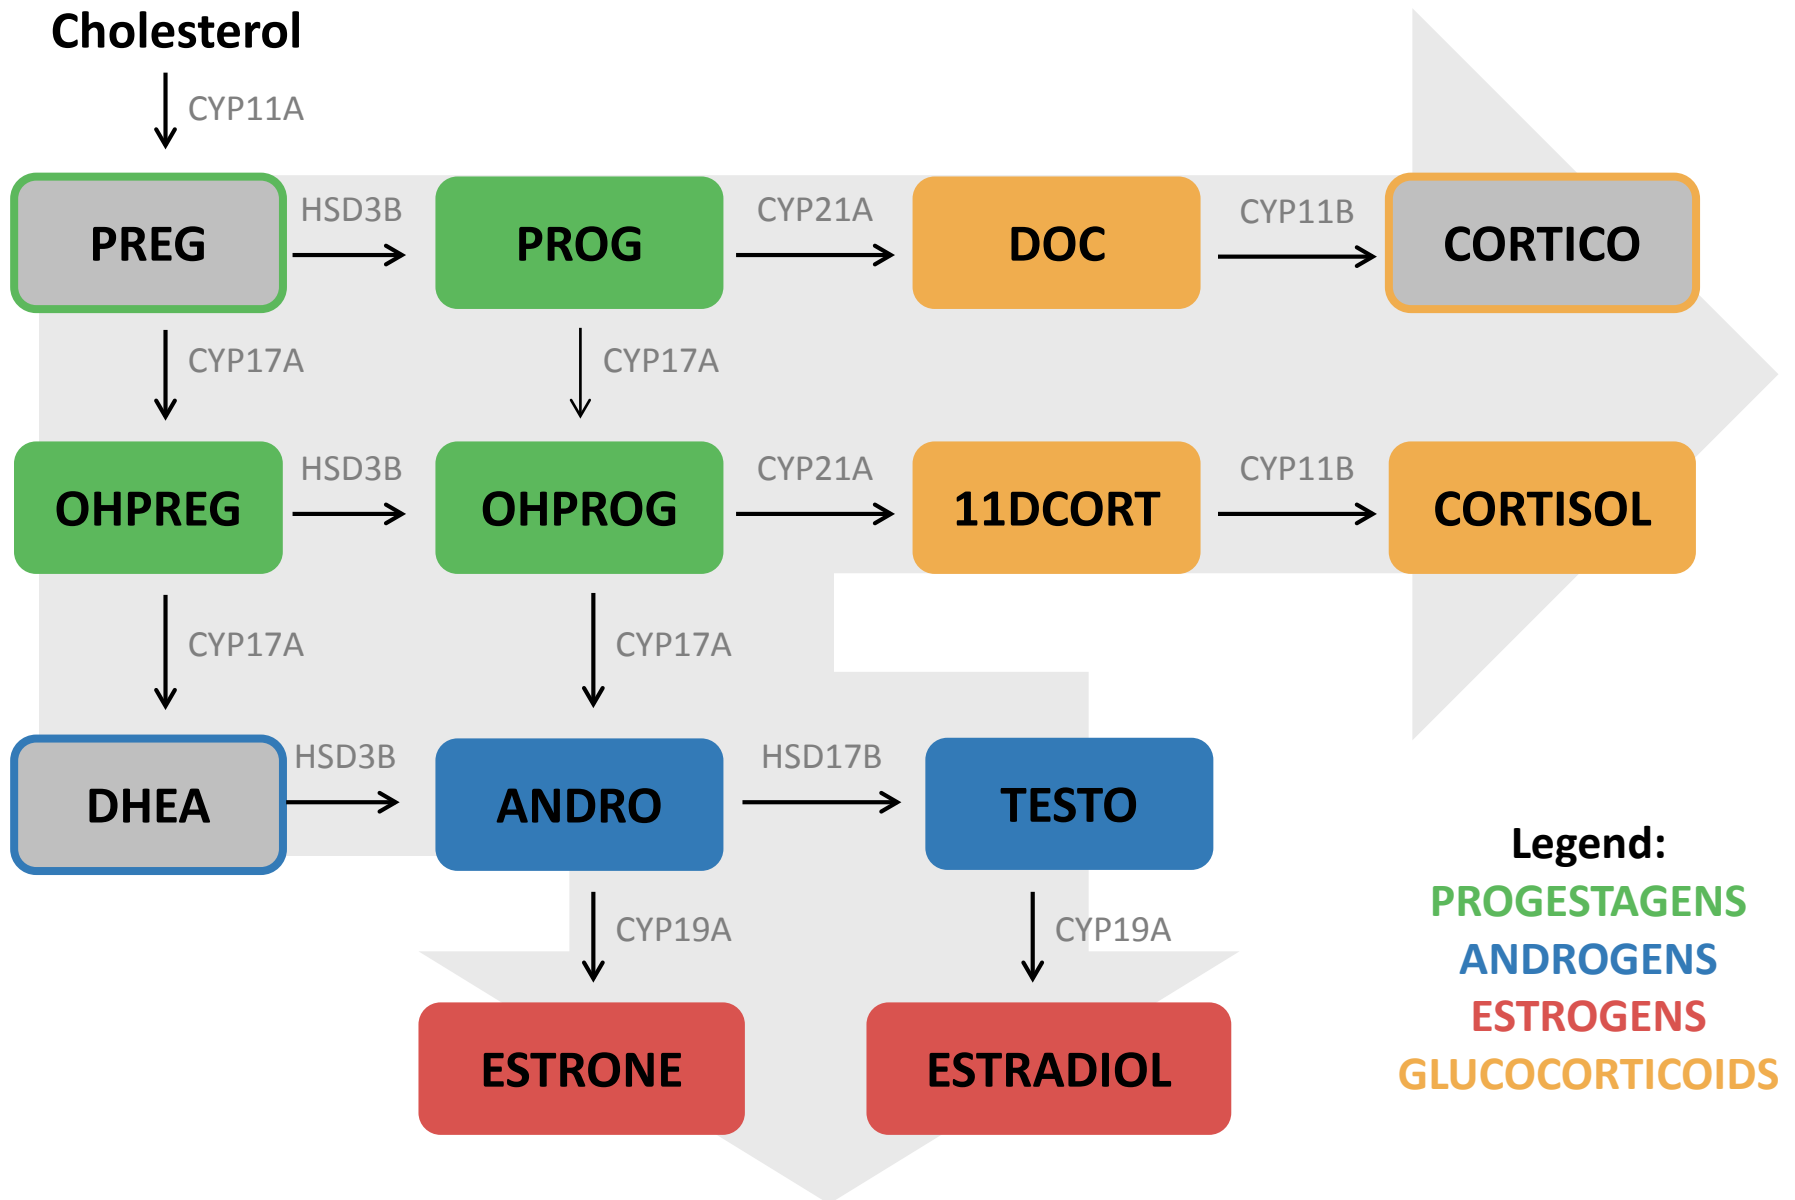 Cholesterol
CYP11A
HSD3B
CYP21A
CYP11B
PREG
PROG
DOC
CORTICO
CYP17A
CYP17A
HSD3B
CYP21A
CYP11B
OHPREG
OHPROG
11DCORT
CORTISOL
CYP17A
CYP17A
HSD3B
HSD17B
DHEA
ANDRO
TESTO
CYP19A
CYP19A
ESTRONE
ESTRADIOL
Legend:
PROGESTAGENS
ANDROGENS
ESTROGENS
GLUCOCORTICOIDS